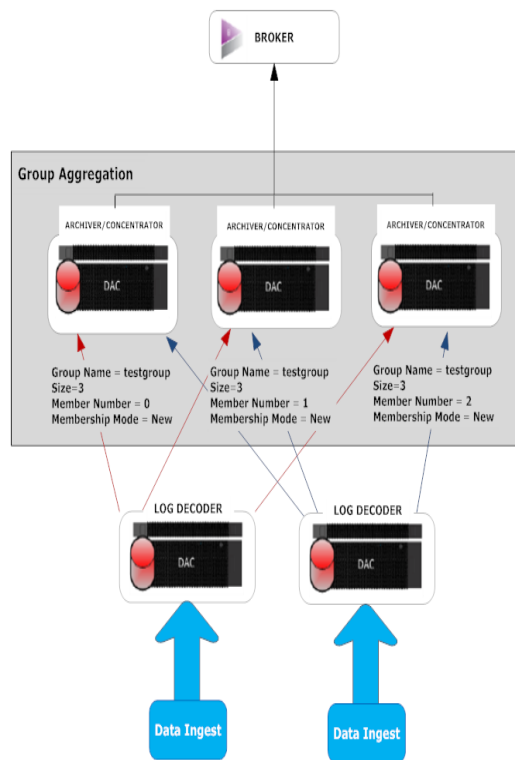 BROKER
Group Aggregation
ARCHIVER/CONCENTRATOR
DAC
Group Name = testgroup
Size=3
Member Number = 0
Membership Mode = New
ARCHIVER/CONCENTRATOR
DAC
Group Name = testgroup
Size=3
Member Number = 1
Membership Mode = New
ARCHIVER/CONCENTRATOR
DAC
Group Name = testgroup
Size=3
Member Number = 2
Membership Mode = New
LOG DECODER
DAC
LOG DECODER
DAC
Data Ingest
Data Ingest